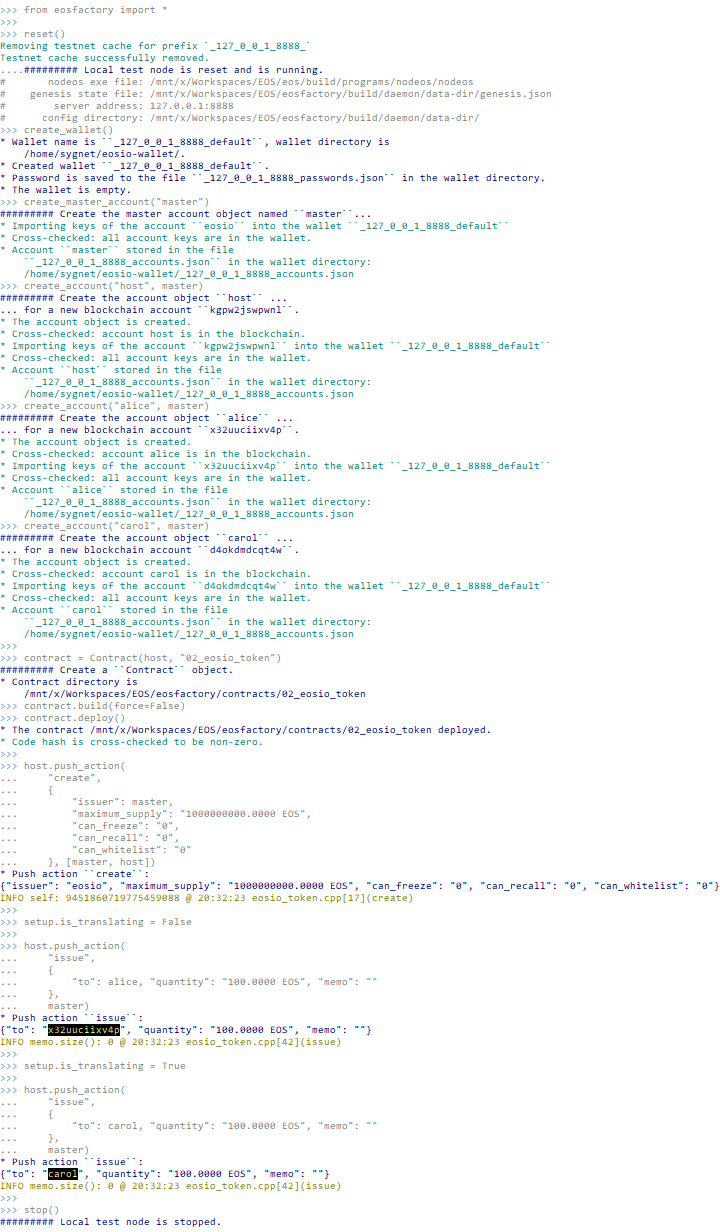 >>> from eosfactory import *
>>>
>>> reset()
Removing testnet cache for prefix `_127_0_0_1_8888_`
Testnet cache successfully removed.
....######### Local test node is reset and is running.
#       nodeos exe file: /mnt/x/Workspaces/EOS/eos/build/programs/nodeos/nodeos
#    genesis state file: /mnt/x/Workspaces/EOS/eosfactory/build/daemon/data-dir/genesis.json
#        server address: 127.0.0.1:8888
#      config directory: /mnt/x/Workspaces/EOS/eosfactory/build/daemon/data-dir/
>>> create_wallet()
* Wallet name is ``_127_0_0_1_8888_default``, wallet directory is
    /home/sygnet/eosio-wallet/.
* Created wallet ``_127_0_0_1_8888_default``.
* Password is saved to the file ``_127_0_0_1_8888_passwords.json`` in the wallet directory.
* The wallet is empty.
>>> create_master_account("master")
######### Create the master account object named ``master``...
* Importing keys of the account ``eosio`` into the wallet ``_127_0_0_1_8888_default``
* Cross-checked: all account keys are in the wallet.
* Account ``master`` stored in the file
    ``_127_0_0_1_8888_accounts.json`` in the wallet directory:
    /home/sygnet/eosio-wallet/_127_0_0_1_8888_accounts.json
>>> create_account("host", master)
######### Create the account object ``host`` ...
... for a new blockchain account ``kgpw2jswpwnl``.
* The account object is created.
* Cross-checked: account host is in the blockchain.
* Importing keys of the account ``kgpw2jswpwnl`` into the wallet ``_127_0_0_1_8888_default``
* Cross-checked: all account keys are in the wallet.
* Account ``host`` stored in the file
    ``_127_0_0_1_8888_accounts.json`` in the wallet directory:
    /home/sygnet/eosio-wallet/_127_0_0_1_8888_accounts.json
>>> create_account("alice", master)
######### Create the account object ``alice`` ...
... for a new blockchain account ``x32uuciixv4p``.
* The account object is created.
* Cross-checked: account alice is in the blockchain.
* Importing keys of the account ``x32uuciixv4p`` into the wallet ``_127_0_0_1_8888_default``
* Cross-checked: all account keys are in the wallet.
* Account ``alice`` stored in the file
    ``_127_0_0_1_8888_accounts.json`` in the wallet directory:
    /home/sygnet/eosio-wallet/_127_0_0_1_8888_accounts.json
>>> create_account("carol", master)
######### Create the account object ``carol`` ...
... for a new blockchain account ``d4okdmdcqt4w``.
* The account object is created.
* Cross-checked: account carol is in the blockchain.
* Importing keys of the account ``d4okdmdcqt4w`` into the wallet ``_127_0_0_1_8888_default``
* Cross-checked: all account keys are in the wallet.
* Account ``carol`` stored in the file
    ``_127_0_0_1_8888_accounts.json`` in the wallet directory:
    /home/sygnet/eosio-wallet/_127_0_0_1_8888_accounts.json
>>>
>>> contract = Contract(host, "02_eosio_token")
######### Create a ``Contract`` object.
* Contract directory is
    /mnt/x/Workspaces/EOS/eosfactory/contracts/02_eosio_token
>>> contract.build(force=False)
>>> contract.deploy()
* The contract /mnt/x/Workspaces/EOS/eosfactory/contracts/02_eosio_token deployed.
* Code hash is cross-checked to be non-zero.
>>>
>>> host.push_action(
...     "create",
...     {
...         "issuer": master,
...         "maximum_supply": "1000000000.0000 EOS",
...         "can_freeze": "0",
...         "can_recall": "0",
...         "can_whitelist": "0"
...     }, [master, host])
* Push action ``create``:
{"issuer": "eosio", "maximum_supply": "1000000000.0000 EOS", "can_freeze": "0", "can_recall": "0", "can_whitelist": "0"}
INFO self: 9451860719775459088 @ 20:32:23 eosio_token.cpp[17](create)
>>>
>>> setup.is_translating = False
>>>
>>> host.push_action(
...     "issue",
...     {
...         "to": alice, "quantity": "100.0000 EOS", "memo": ""
...     },
...     master)
* Push action ``issue``:
{"to": "x32uuciixv4p", "quantity": "100.0000 EOS", "memo": ""}
INFO memo.size(): 0 @ 20:32:23 eosio_token.cpp[42](issue)
>>>
>>> setup.is_translating = True
>>>
>>> host.push_action(
...     "issue",
...     {
...         "to": carol, "quantity": "100.0000 EOS", "memo": ""
...     },
...     master)
* Push action ``issue``:
{"to": "carol", "quantity": "100.0000 EOS", "memo": ""}
INFO memo.size(): 0 @ 20:32:23 eosio_token.cpp[42](issue)
>>>
>>> stop()
######### Local test node is stopped.